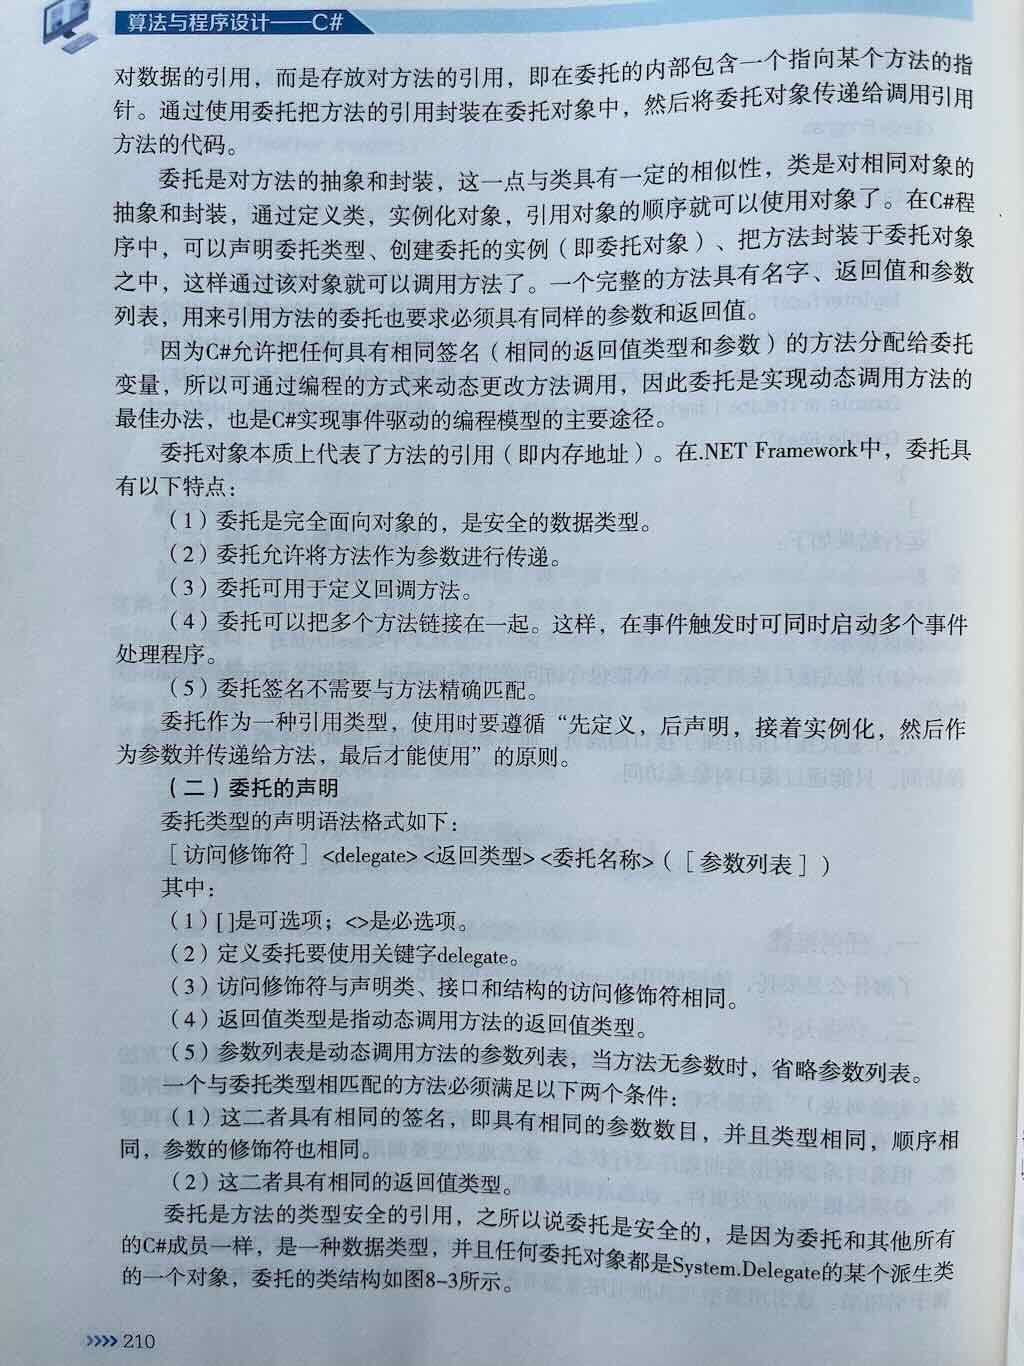 算法与程序设计——C#
对数据的引用，而是存放对方法的引用，即在委托的内部包含一个指向某个方法的指
针。通过使用委托把方法的引用封装在委托对象中，然后将委托对象传递给调用引用
方法的代码。
委托是对方法的抽象和封装，这一点与类具有一定的相似性，类是对相同对象的
抽象和封装，通过定义类，实例化对象，引用对象的顺序就可以使用对象了。在C#程
序中，可以声明委托类型、创建委托的实例（即委托对象）、把方法封装于委托对象
之中，这样通过该对象就可以调用方法了。一个完整的方法具有名字、返回值和参数
列表，用来引用方法的委托也要求必须具有同样的参数和返回值。
因为C#允许把任何具有相同签名（相同的返回值类型和参数）的方法分配给委托
变量，所以可通过编程的方式来动态更改方法调用，因此委托是实现动态调用方法的
最佳办法，也是C#实现事件驱动的编程模型的主要途径。
委托对象本质上代表了方法的引用（即内存地址）。在.NET Framework中，委托具
有以下特点：
（1）委托是完全面向对象的，是安全的数据类型。
（2）委托允许将方法作为参数进行传递。
（3）委托可用于定义回调方法。
（4）委托可以把多个方法链接在一起。这样，在事件触发时可同时启动多个事件
处理程序。
（5）委托签名不需要与方法精确匹配。
委托作为一种引用类型，使用时要遵循“先定义，后声明，接着实例化，然后作
为参数并传递给方法，最后才能使用”的原则。
（二）委托的声明
委托类型的声明语法格式如下：
［访问修饰符］<delegate> <返回类型> <委托名称>（［参数列表］）
其中：
（1）[ ]是可选项；<>是必选项。
（2）定义委托要使用关键字delegate。
（3）访问修饰符与声明类、接口和结构的访问修饰符相同。
（4）返回值类型是指动态调用方法的返回值类型。
（5）参数列表是动态调用方法的参数列表，当方法无参数时，省略参数列表。
一个与委托类型相匹配的方法必须满足以下两个条件：
（1）这二者具有相同的签名，即具有相同的参数数目，并且类型相同，顺序相
同，参数的修饰符也相同。
（2）这二者具有相同的返回值类型。
委托是方法的类型安全的引用，之所以说委托是安全的，是因为委托和其他所有
的C#成员一样，是一种数据类型，并且任何委托对象都是System.Delegate的某个派生类
的一个对象，委托的类结构如图8-3所示。
210